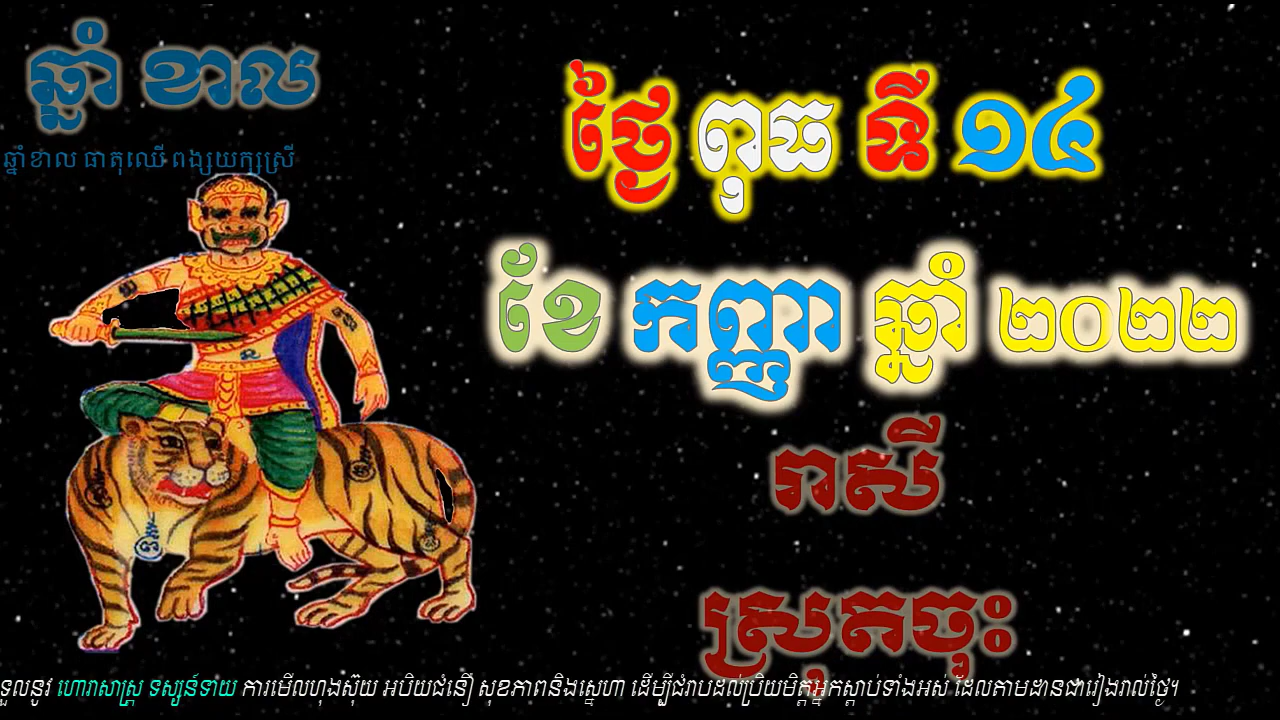 ឆ្នាំ ខាល
ឆ្នាំខាល ធាតុឈើ ពង្សយក្សស្រី
ថ្ងៃ ពុធ ទី ១៤
ខែ កញ្ញា ឆ្នាំ ២០២២
រាសី
ស្រុតចុះ
ទួលនូវ ហោរាសាស្ត្រ ទស្សន៍ទាយ ការមើលហុងស៊ុយ អបិយជំនឿ សុខភាពនិងស្នេហា ដើម្បីជំរាបដល់ប្រិយមិត្តអ្នកស្តាប់ទាំងអស់ ដែលតាមដានជារៀងរាល់ថ្ងៃ។